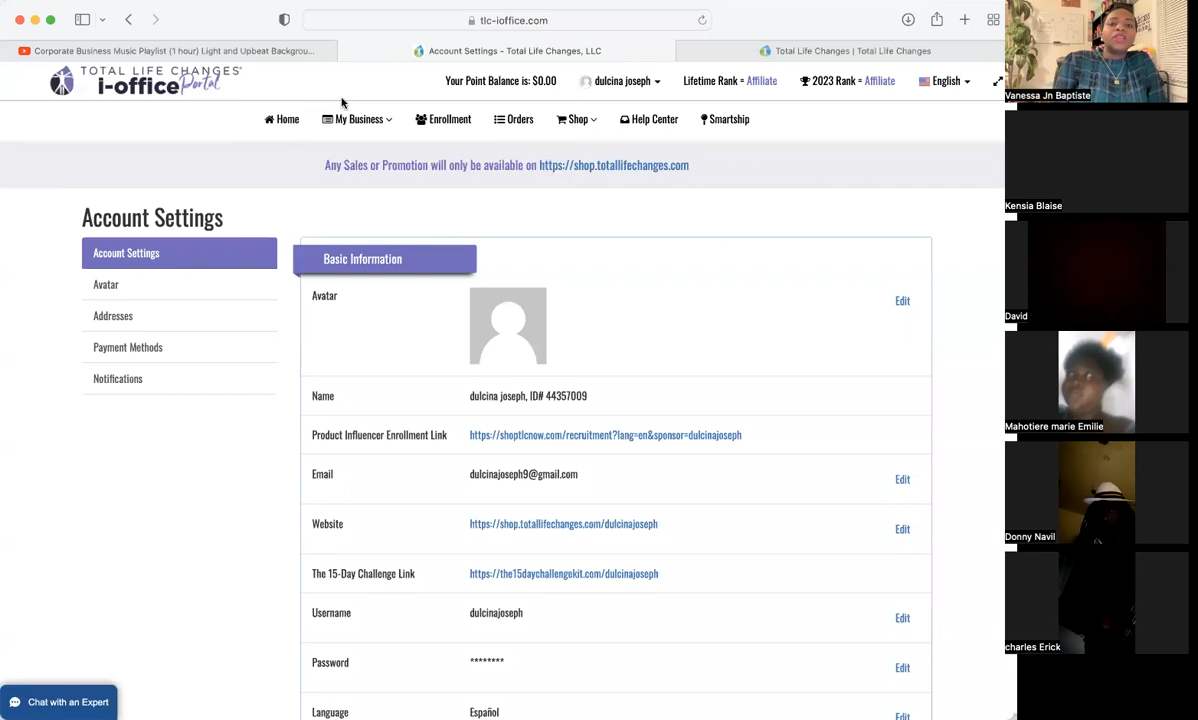 tlc-ioffice.com
Corporate Business Music Playlist (1 hour) Light and Upbeat Backgrou...
Account Settings - Total Life Changes, LLC
Total Life Changes | Total Life Changes
TOTAL LIFE CHANGES®
i-office Portal
Your Point Balance is: $0.00
dulcina joseph
Lifetime Rank = Affiliate
2023 Rank = Affiliate
English
Home
My Business
Enrollment
Orders
Shop
Help Center
Smartship
Any Sales or Promotion will only be available on https://shop.totallifechanges.com
Account Settings
Account Settings
Avatar
Addresses
Payment Methods
Notifications
Basic Information
Avatar
Edit
Name
dulcina joseph, ID# 44357009
Product Influencer Enrollment Link
https://shoptlcnow.com/recruitment?lang=en&sponsor=dulcinajoseph
Email
dulcinajoseph9@gmail.com
Edit
Website
https://shop.totallifechanges.com/dulcinajoseph
Edit
The 15-Day Challenge Link
https://the15daychallengekit.com/dulcinajoseph
Username
dulcinajoseph
Edit
Password
********
Edit
Language
Español
Edit
Chat with an Expert
Vanessa Jn Baptiste
Kensia Blaise
David
Mahotiere marie Emilie
Donny Navil
charles Erick